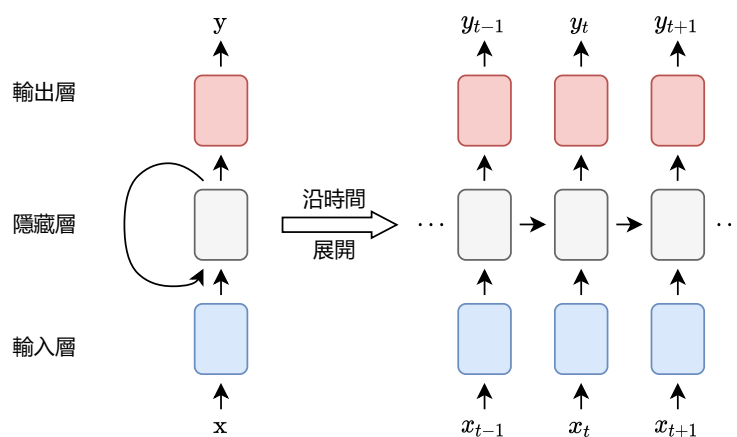 y
y_{t-1} y_t y_{t+1}
輸出層
隱藏層
沿時間
展開
···
··
輸入層
x
x_{t-1} x_t x_{t+1}